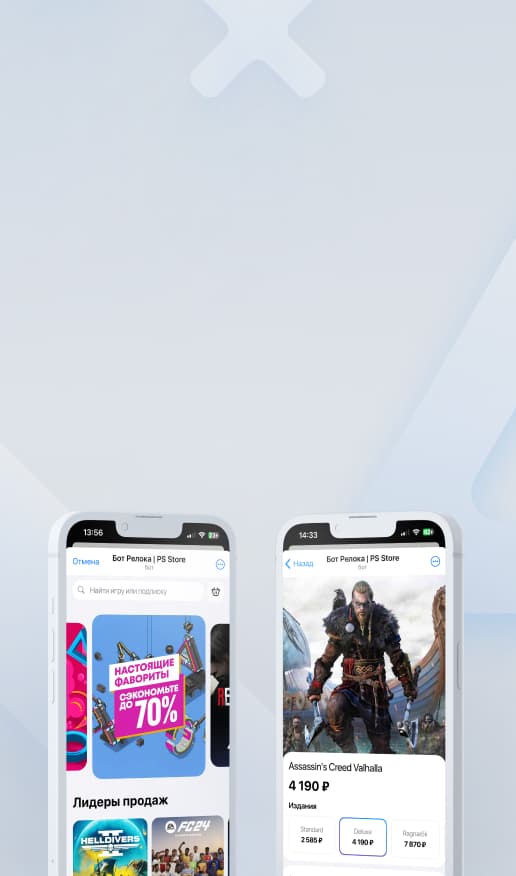 13:56
Отмена
Бот Релока | PS Store
бот
Найти игру или подписку
НАСТОЯЩИЕ
ФАВОРИТЫ
СЭКОНОМЬТЕ
ДО 70%
Лидеры продаж
HELLDIVERS
II
FC24
14:33
Назад
Бот Релока | PS Store
бот
Assassin's Creed Valhalla
4 190 ₽
Издания
Standard
2 585 ₽
Deluxe
4 190 ₽
Ragnarök
7 870 ₽